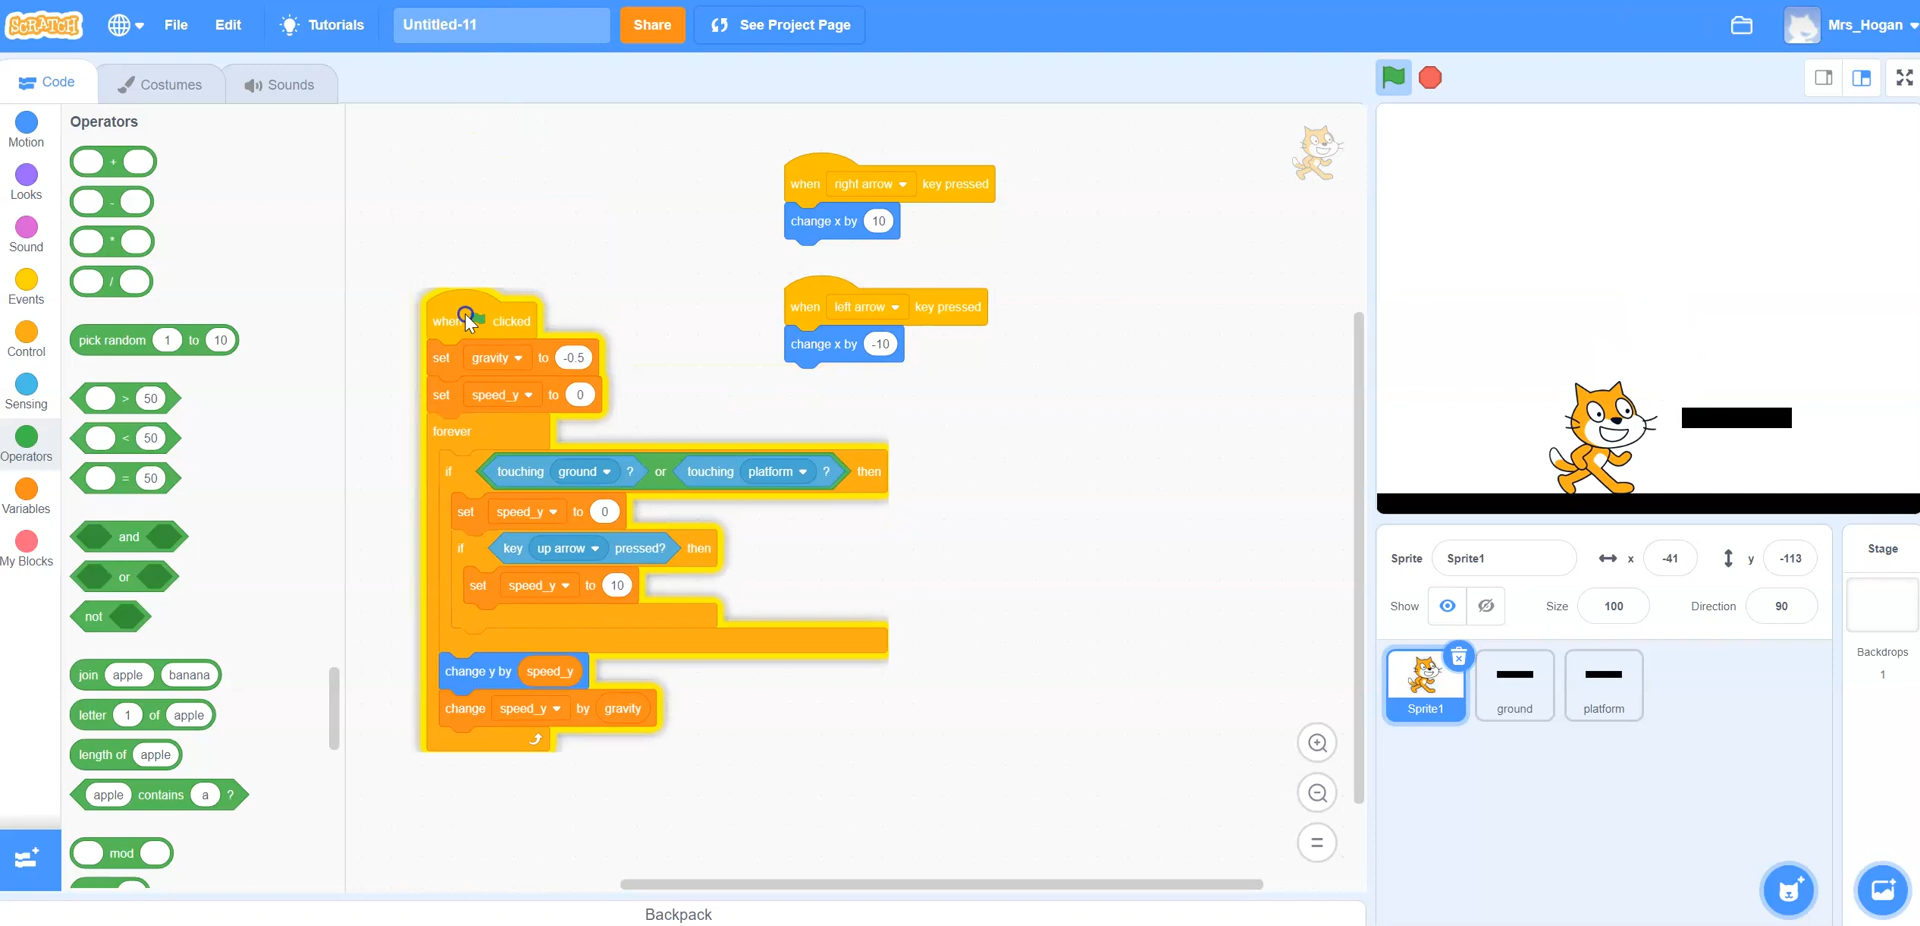 SCRATCH File Edit Tutorials Untitled-11 Share See Project Page Mrs_Hogan
Code Costumes Sounds
Motion
Looks
Sound
Events
Control
Sensing
Operators
Variables
My Blocks
Operators
+
-
*
/
pick random 1 to 10
> 50
< 50
= 50
and
or
not
join apple banana
letter 1 of apple
length of apple
apple contains a ?
mod
when right arrow key pressed
change x by 10
when left arrow key pressed
change x by -10
when clicked
set gravity to -0.5
set speed_y to 0
forever
if touching ground ? or touching platform ? then
set speed_y to 0
if key up arrow pressed? then
set speed_y to 10
change y by speed_y
change speed_y by gravity
Backpack
Sprite Sprite1 x -41 y -113
Show Size 100 Direction 90
Sprite1 ground platform
Stage
Backdrops
1